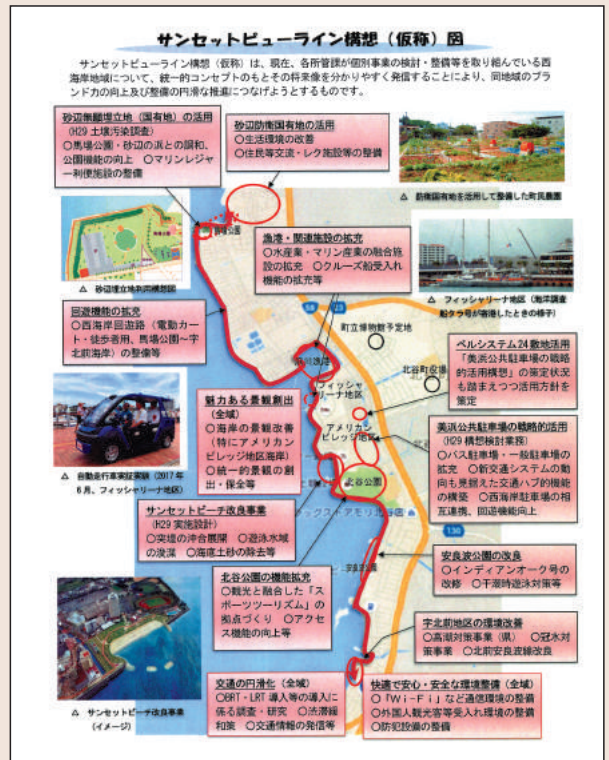 サンセットビューライン構想（仮称）図
サンセットビューライン構想（仮称）は、現在、各所管課が個別事業の検討・整備等を取り組んでいる西
海岸地域について、統一的コンセプトのもとその将来像を分かりやすく発信することにより、同地域のブラン
ド力の向上及び整備の円滑な推進につなげようとするものです。
砂辺無願埋立地（国有地）の活用
(H29 土壌汚染調査)
○馬場公園・砂辺の浜との調和、
公園機能の向上　○マリンレジャ
ー利便施設の整備
砂辺防衛国有地の活用
○生活環境の改善
○住民等交流・レク施設等の整備
△ 防衛国有地を活用して整備した町民農園
△ 砂辺埋立地利用構想図
漁港・関連施設の拡充
○水産業・マリン産業の融合施
設の拡充　○クルーズ船受入れ
機能の拡充等
△ フィッシャリーナ地区（海洋調査
船タラ号が寄港したときの様子）
回遊機能の拡充
○西海岸回遊路（電動カー
ト・徒歩者用、馬場公園～字
北前海岸）の整備等
58
23
町立博物館予定地
北谷町役場
浜川漁港
フィッシャ
リーナ地区
アメリカン
ビレッジ地区
北谷公園
ベルシステム24敷地活用
「美浜公共駐車場の戦略
的活用構想」の策定状況
も踏まえつつ活用方針を
策定
魅力ある景観創出
（全域）
○海岸の景観改善
（特にアメリカンビ
レッジ地区海岸）
○統一的景観の創
出・保全等
△ 自動走行車実証実験（2017年
6月、フィッシャリーナ地区）
美浜公共駐車場の戦略的活用
(H29 構想検討業務)
○バス駐車場・一般駐車場の
拡充　○新交通システムの動
向も見据えた交通ハブ的機能
の構築　○西海岸駐車場の相
互連携、回遊機能向上
サンセットビーチ改良事業
(H29 実施設計)
○突堤の沖合展開　○遊泳水域
の浚渫　○海底土砂の除去等
130
北谷公園の機能拡充
○観光と融合した「ス
ポーツツーリズム」の
拠点づくり　○アクセ
ス機能の向上等
安良波公園の改良
○インディアンオーク号の
改修　○干潮時遊泳対策等
字北前地区の環境改善
○高潮対策事業（県）　○冠水対
策事業　○北前安良波線改良
△ サンセットビーチ改良事業
（イメージ）
交通の円滑化（全域）
○BRT・LRT 導入等の導入に
係る調査・研究　○渋滞緩
和策　○交通情報の発信等
快適で安心・安全な環境整備（全域）
○「Wi-Fi」など通信環境の整備
○外国人観光客等受入れ環境の整備
○防犯設備の整備